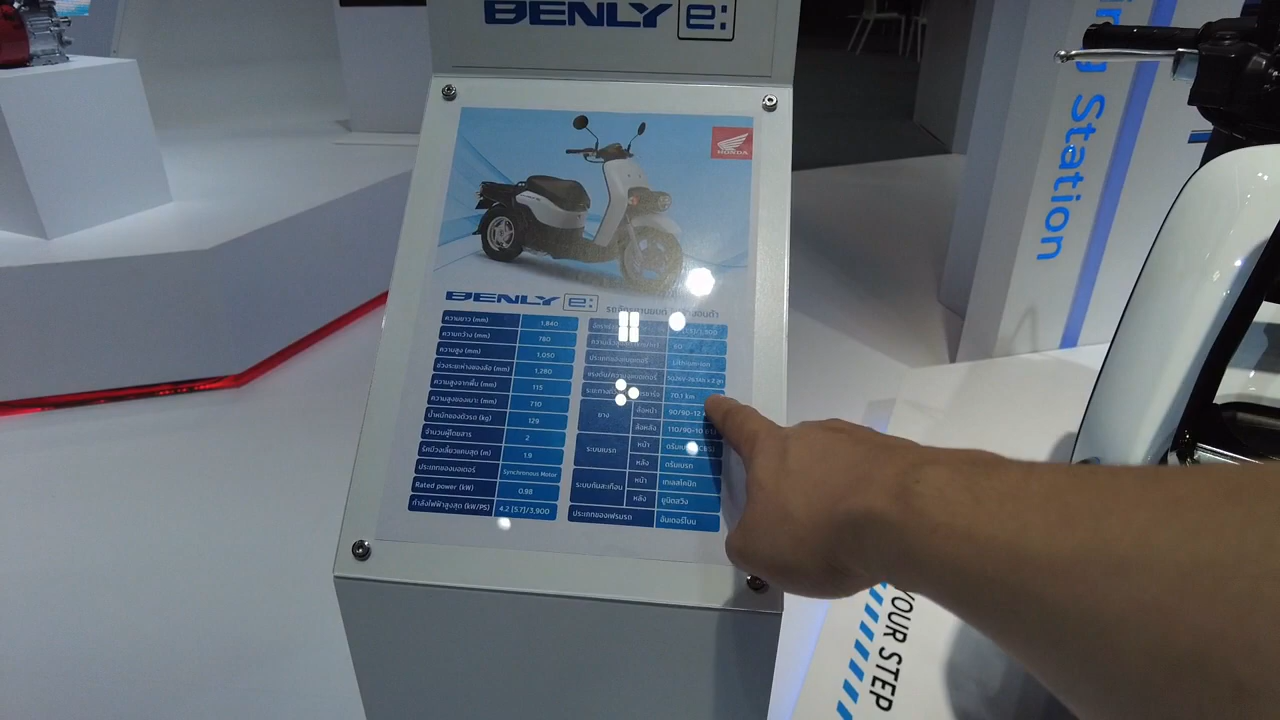 BENLY e:
HONDA
BENLY e:
ความยาว (mm) 1,840
ความกว้าง (mm) 780
ความสูง (mm) 1,050
ช่วงระยะห่างของล้อ (mm) 1,280
ความสูงจากพื้น (mm) 115
ความสูงของเบาะ (mm) 710
น้ำหนักของตัวรถ (kg) 129
จำนวนผู้โดยสาร 2
รัศมีวงเลี้ยวแคบสุด (m) 1.9
ประเภทของมอเตอร์ Synchronous Motor
Rated power (kW) 0.98
กำลังไฟฟ้าสูงสุด (kW/PS) 4.2 [5.7]/3,900
60
70.1 km
ยาง ล้อหน้า 90/90-12
ล้อหลัง 110/90-10
ระบบเบรก หน้า
หลัง ดรัมเบรก
ระบบกันสะเทือน หน้า เทเลสโคปิก
หลัง ยูนิตสวิง
ประเภทของเฟรมรถ อันเดอร์โบน
Station
YOUR STEP